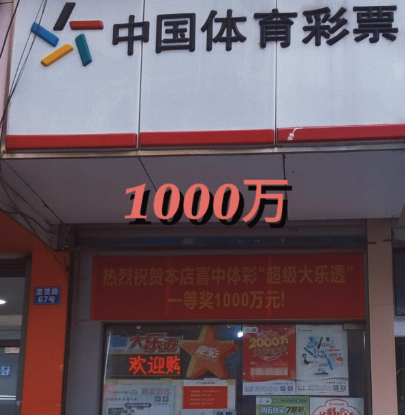 中国体育彩票
1000万
热烈祝贺本店喜中体彩"超级大乐透"
一等奖1000万元!
67号
大乐透
2000万
欢迎购